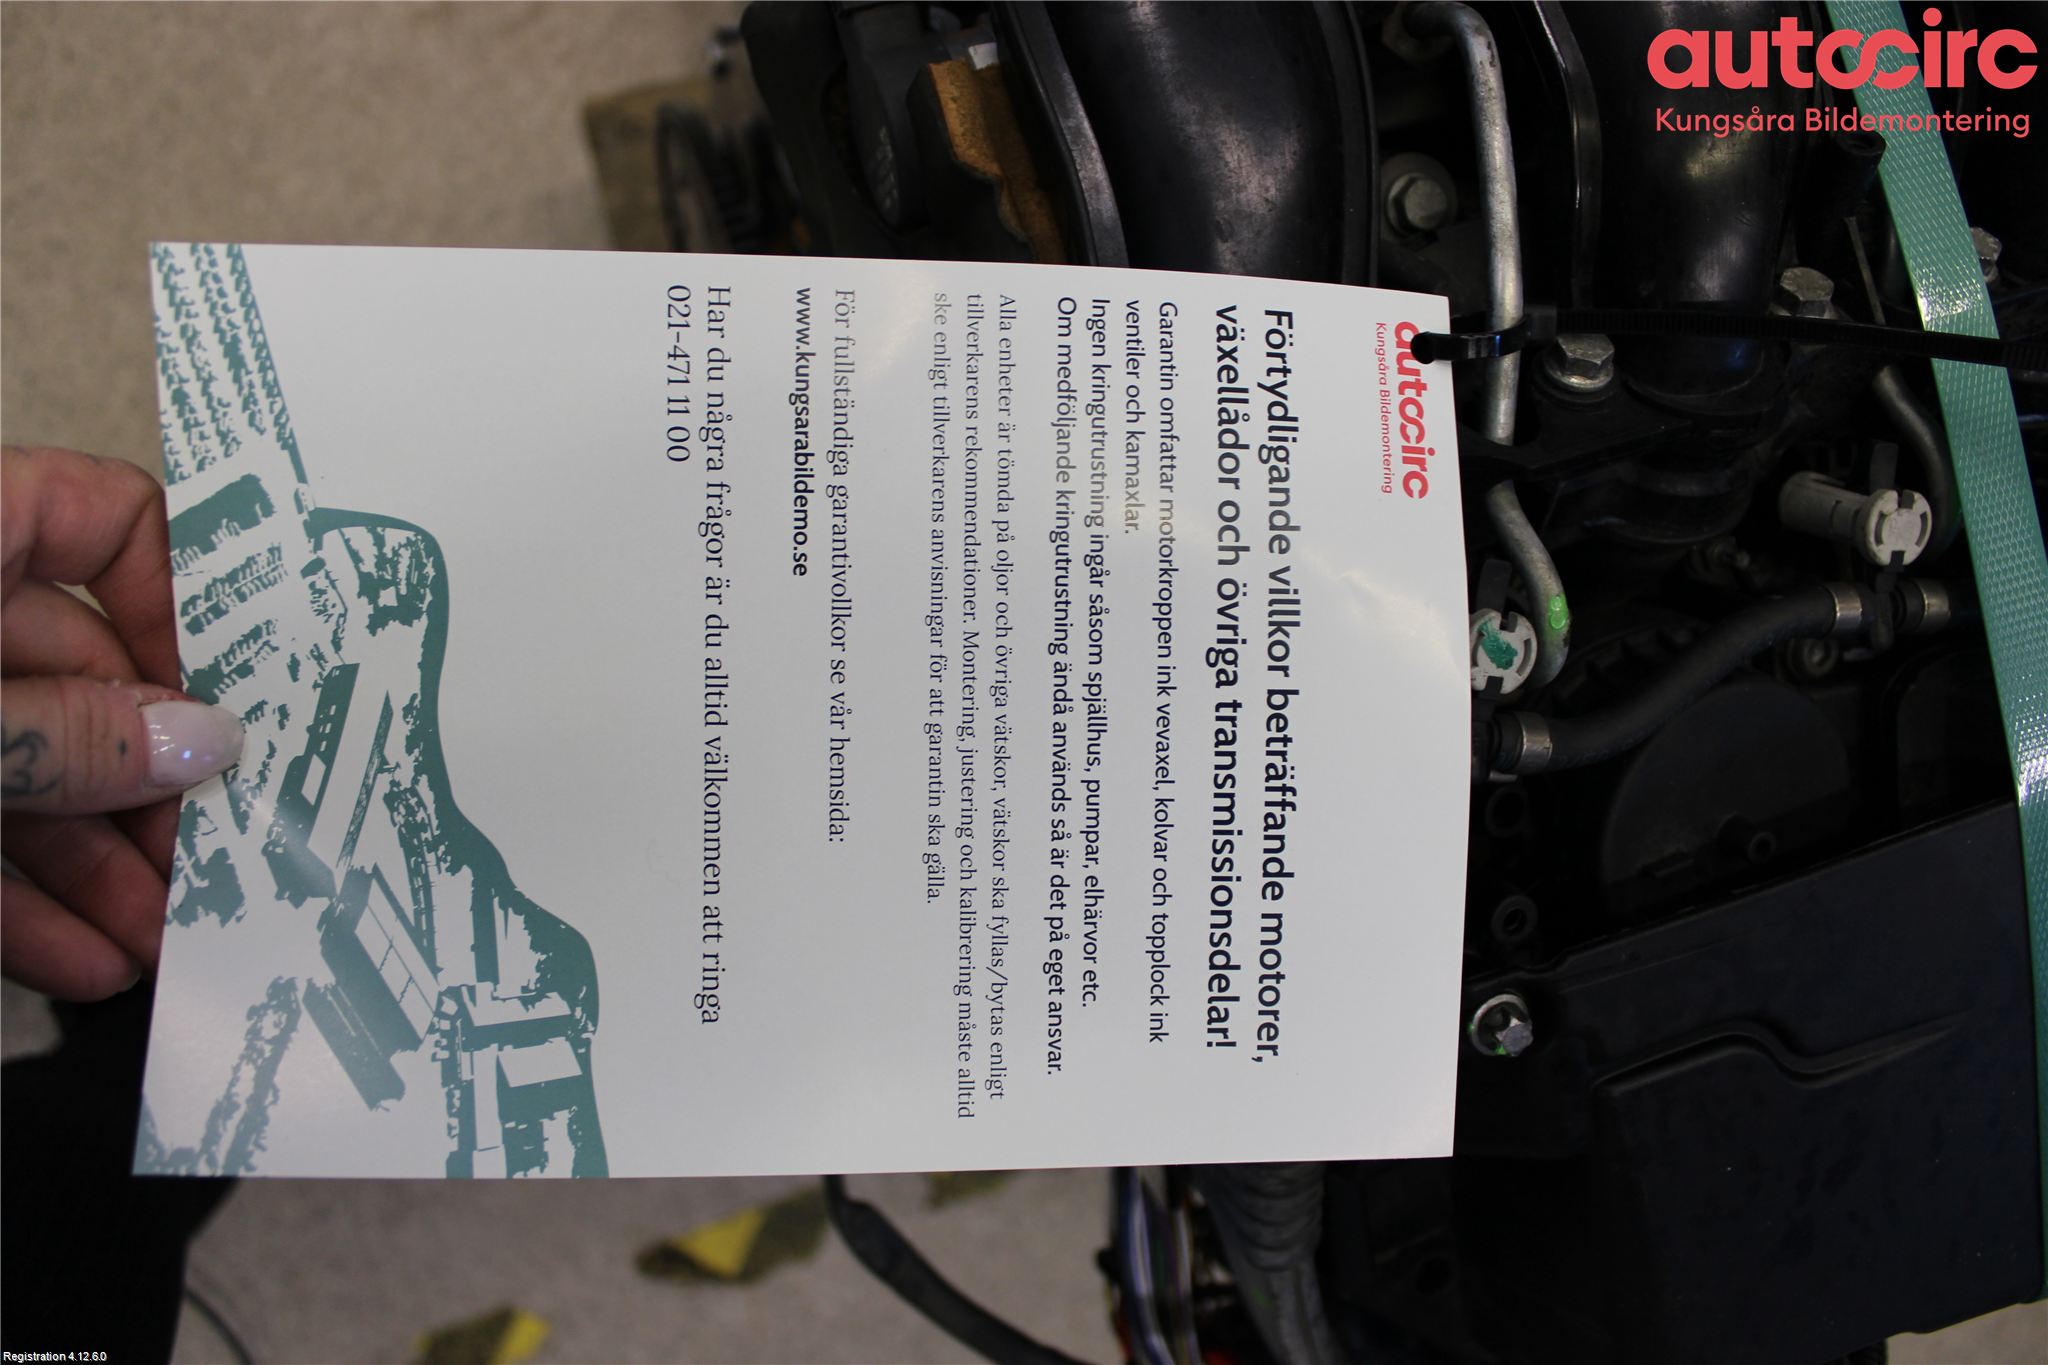 autocirc
Kungsåra Bildemontering
autocirc
Kungsåra Bildemontering
Förtydligande villkor beträffande motorer,
växellådor och övriga transmissionsdelar!
Garantin omfattar motorkroppen ink vevaxel, kolvar och topplock ink
ventiler och kamaxlar.
Ingen kringutrustning ingår såsom spjällhus, pumpar, elhärvor etc.
Om medföljande kringutrustning ändå används så är det på eget ansvar.
Alla enheter är tömda på oljor och övriga vätskor, vätskor ska fyllas/bytas enligt
tillverkarens rekommendationer. Montering, justering och kalibrering måste alltid
ske enligt tillverkarens anvisningar för att garantin ska gälla.
För fullständiga garantivollkor se vår hemsida:
www.kungsarabildemo.se
Har du några frågor är du alltid välkommen att ringa
021-471 11 00
Registration 4.12.6.0